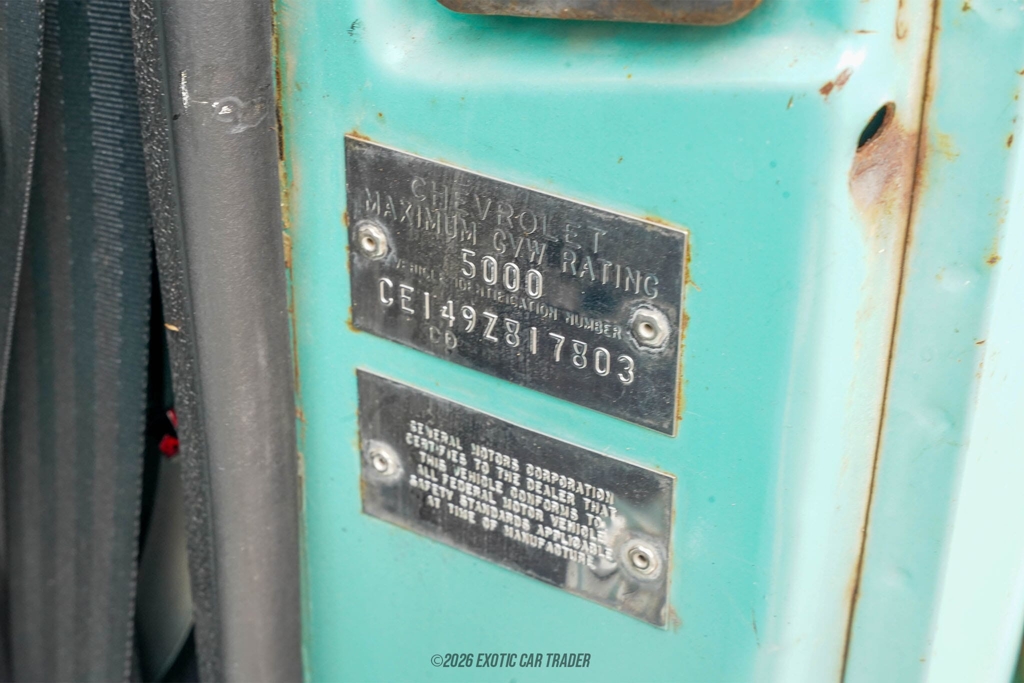 CHEVROLET
MAXIMUM GVW RATING
5000
VEHICLE IDENTIFICATION NUMBER
CE149Z817803
CD
GENERAL MOTORS CORPORATION
CERTIFIES TO THE DEALER THAT
THIS VEHICLE CONFORMS TO
ALL FEDERAL MOTOR VEHICLE
SAFETY STANDARDS APPLICABLE
AT TIME OF MANUFACTURE
©2026 EXOTIC CAR TRADER